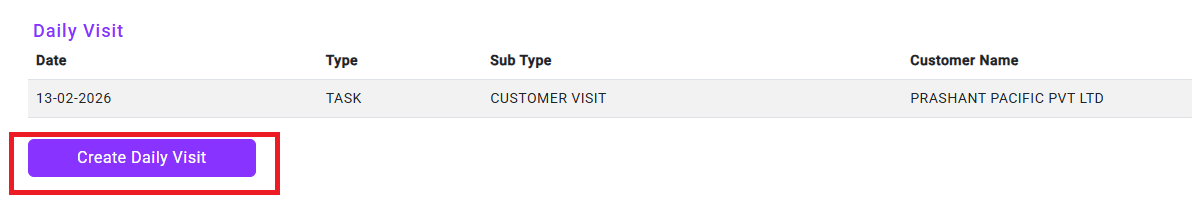 Daily Visit
Date Type Sub Type Customer Name
13-02-2026 TASK CUSTOMER VISIT PRASHANT PACIFIC PVT LTD
Create Daily Visit